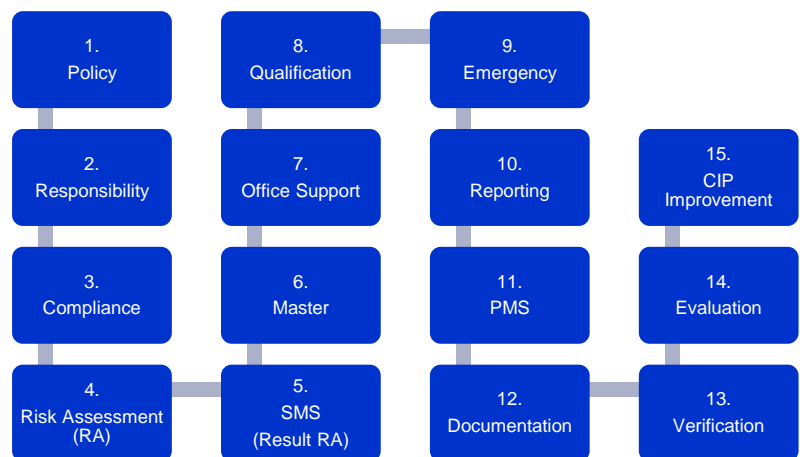 1.
Policy
2.
Responsibility
3.
Compliance
4.
Risk Assessment
(RA)
5.
SMS
(Result RA)
6.
Master
7.
Office Support
8.
Qualification
9.
Emergency
10.
Reporting
11.
PMS
12.
Documentation
13.
Verification
14.
Evaluation
15.
CIP
Improvement